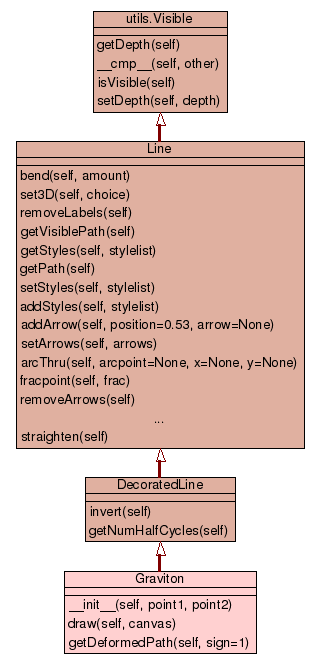 utils.Visible
getDepth(self)
__cmp__(self, other)
isVisible(self)
setDepth(self, depth)
Line
bend(self, amount)
set3D(self, choice)
removeLabels(self)
getVisiblePath(self)
getStyles(self, stylelist)
getPath(self)
setStyles(self, stylelist)
addStyles(self, stylelist)
addArrow(self, position=0.53, arrow=None)
setArrows(self, arrows)
arcThru(self, arcpoint=None, x=None, y=None)
fracpoint(self, frac)
removeArrows(self)
...
straighten(self)
DecoratedLine
invert(self)
getNumHalfCycles(self)
Graviton
__init__(self, point1, point2)
draw(self, canvas)
getDeformedPath(self, sign=1)